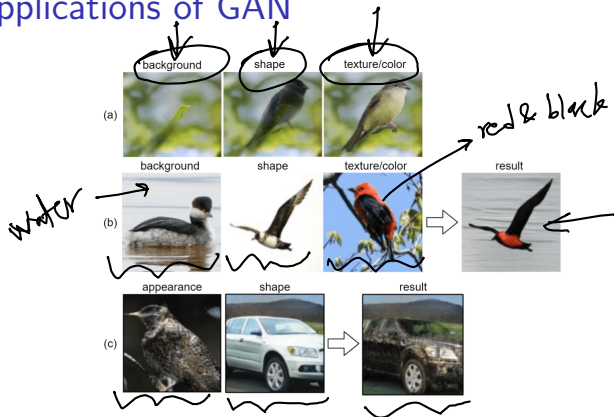 pplications of GAN
background shape texture/color
(a)
red & black
background shape texture/color result
water
(b)
appearance shape result
(c)